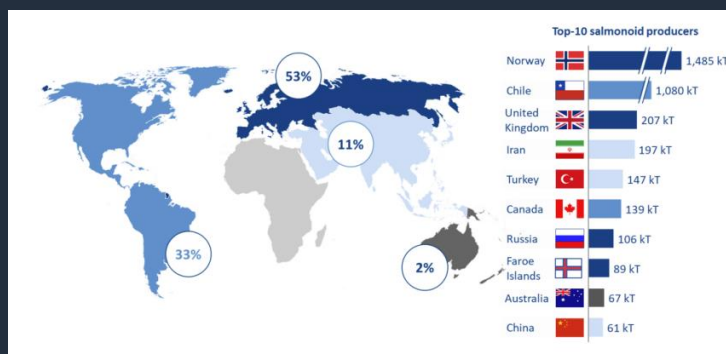 Top-10 salmonoid producers
53%
11%
33%
2%
Norway 1,485 kT
Chile 1,080 kT
United
Kingdom 207 kT
Iran 197 kT
Turkey 147 kT
Canada 139 kT
Russia 106 kT
Faroe
Islands 89 kT
Australia 67 kT
China 61 kT